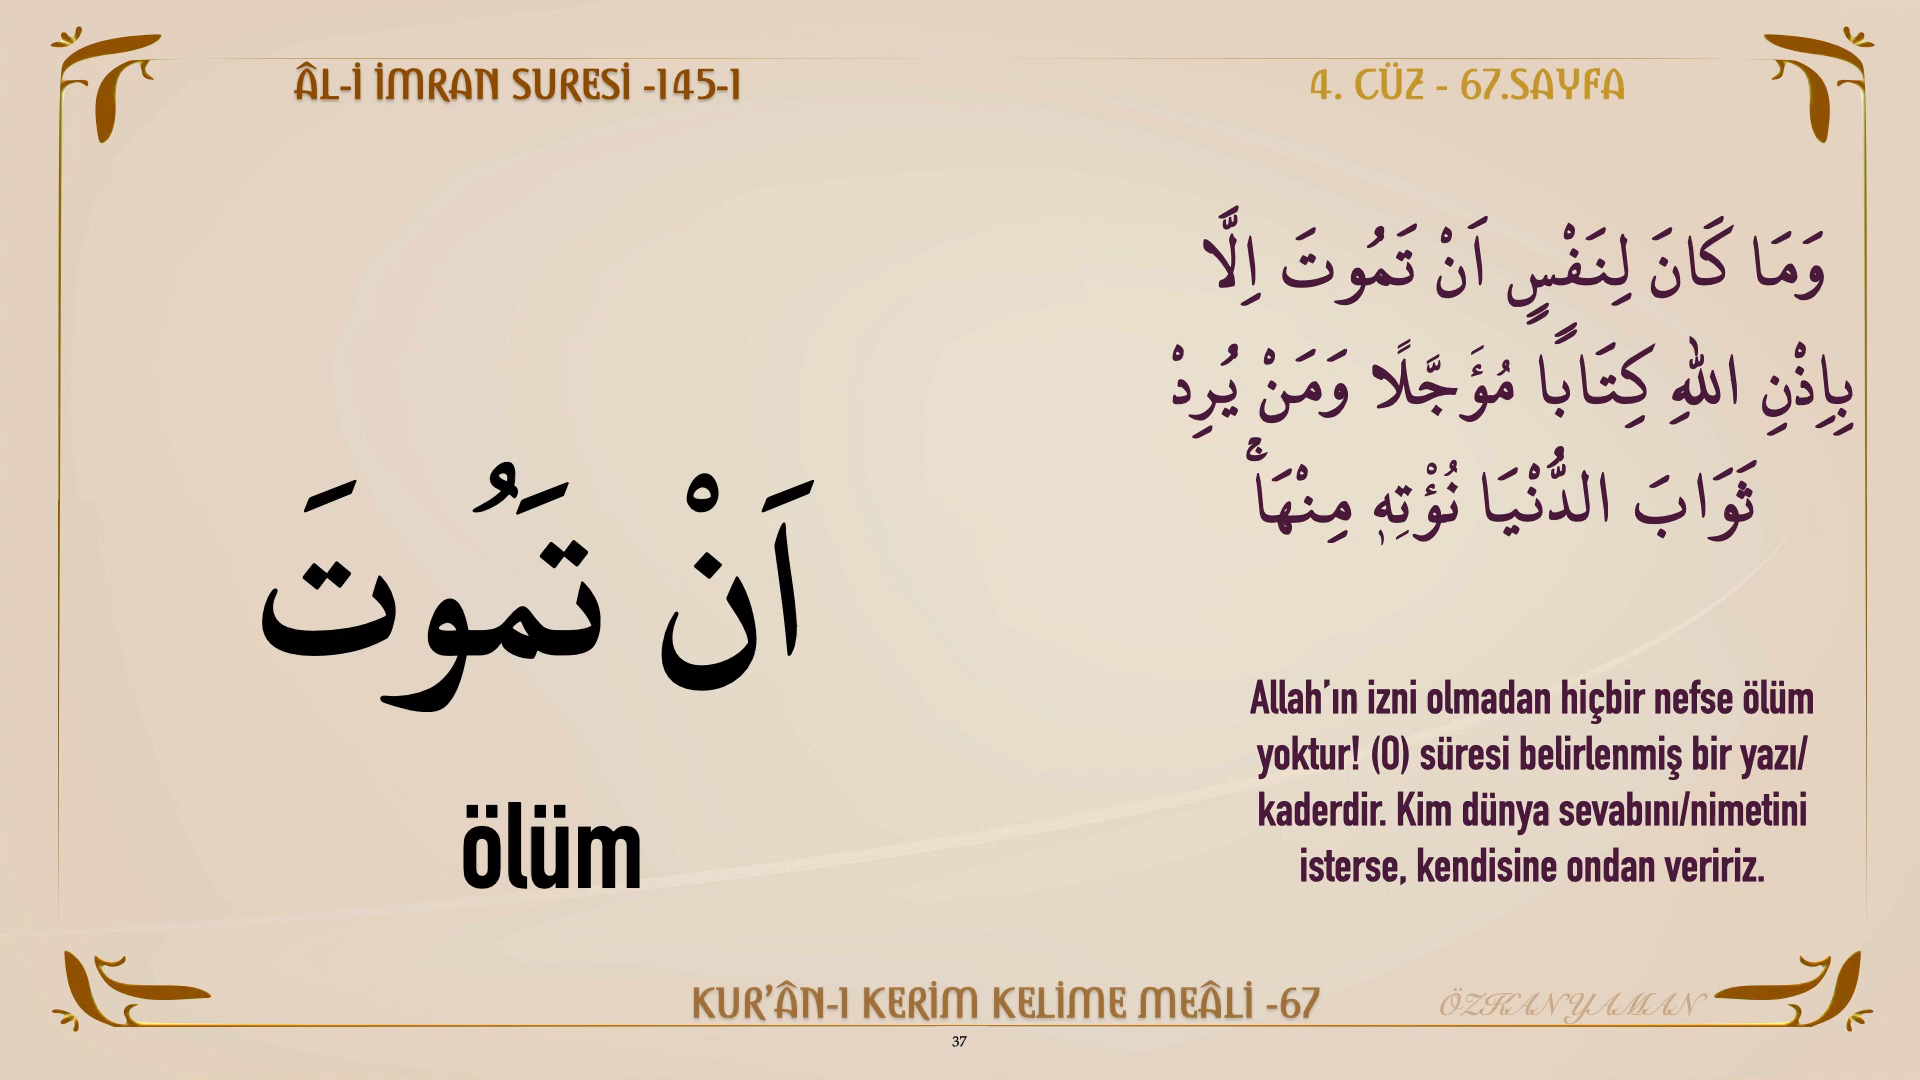 ÂL-İ İMRAN SURESİ -145-1
4. CÜZ - 67.SAYFA
وَمَا كَانَ لِنَفْسٍ اَنْ تَمُوتَ اِلَّا
بِاِذْنِ اللّٰهِ كِتَابًا مُؤَجَّلًا وَمَنْ يُرِدْ
ثَوَابَ الدُّنْيَا نُؤْتِه۪ مِنْهَاۚ
اَنْ تَمُوتَ
ölüm
Allah’ın izni olmadan hiçbir nefse ölüm
yoktur! (O) süresi belirlenmiş bir yazı/
kaderdir. Kim dünya sevabını/nimetini
isterse, kendisine ondan veririz.
KUR’ÂN-I KERİM KELİME MEÂLİ -67
ÖZKAN YAMAN
37